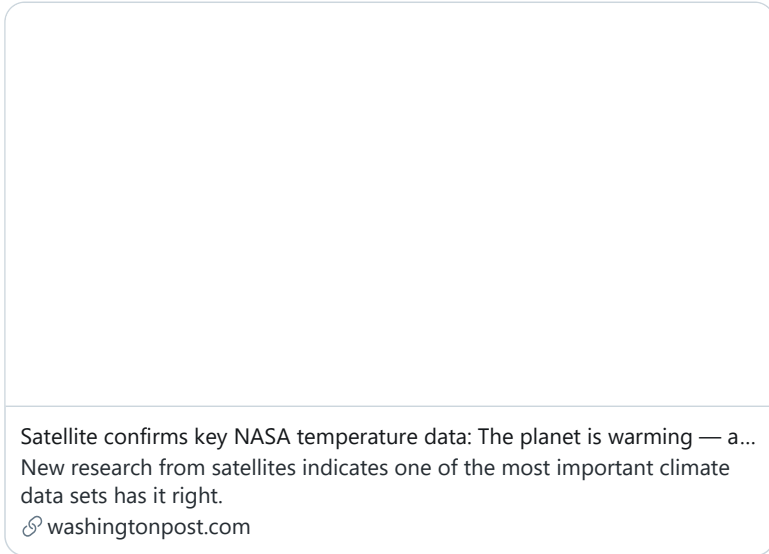 Satellite confirms key NASA temperature data: The planet is warming — a...
New research from satellites indicates one of the most important climate
data sets has it right.
washingtonpost.com